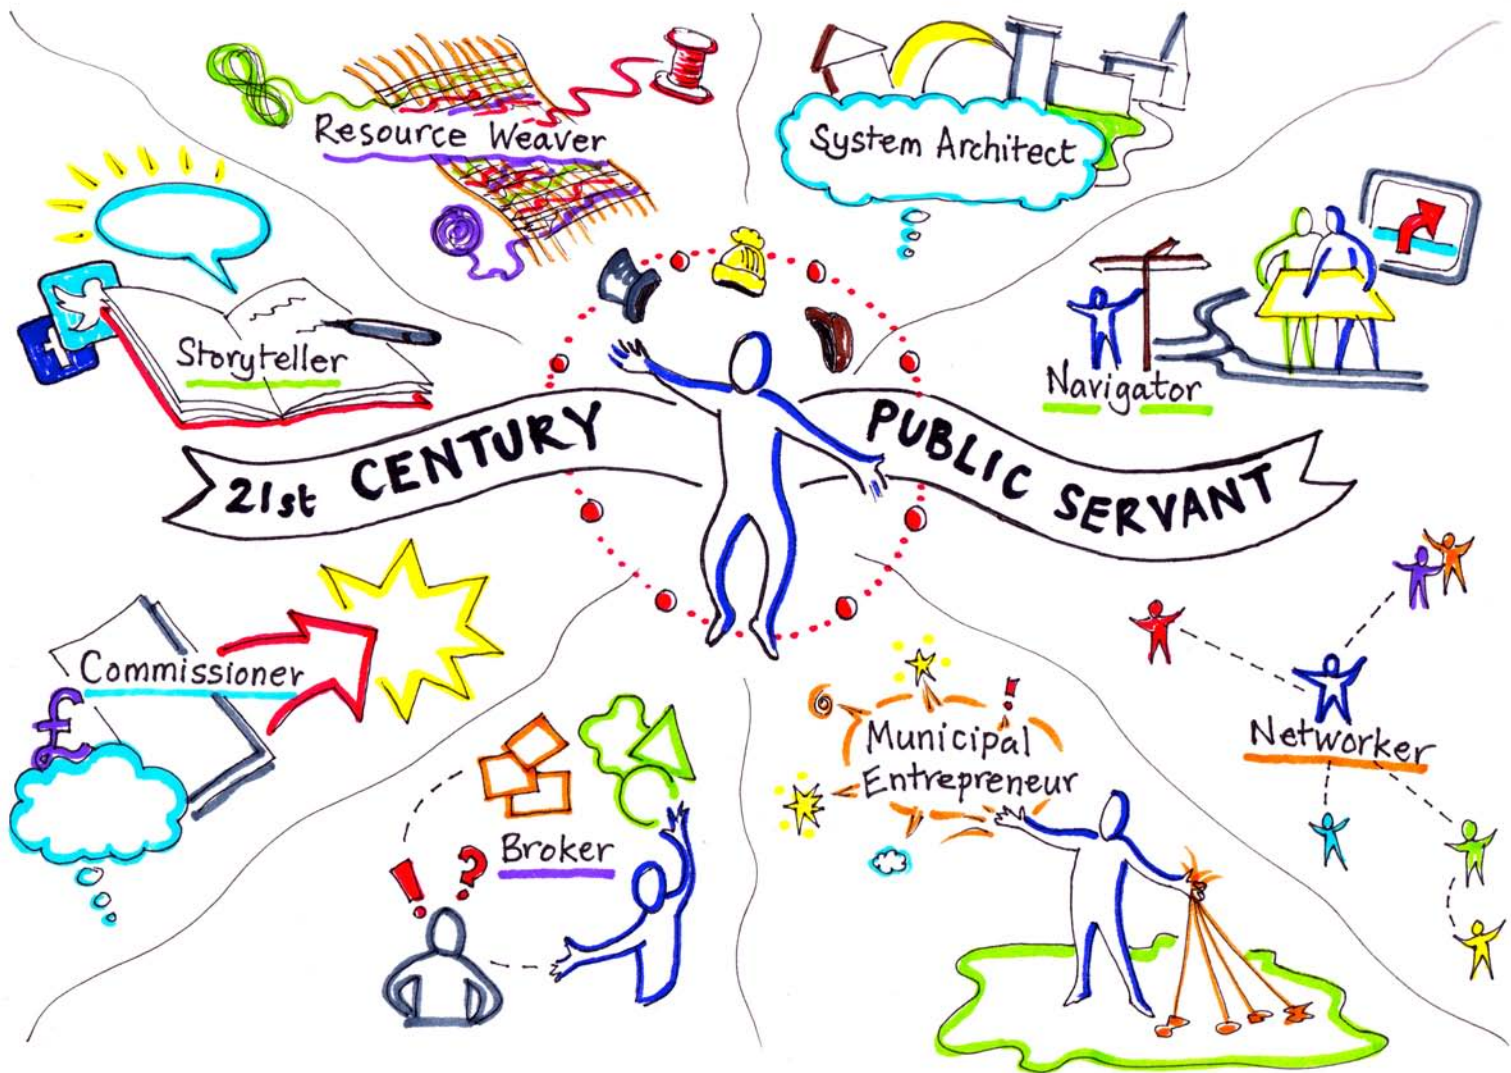 Resource Weaver
System Architect
Storyteller
Navigator
21st CENTURY
PUBLIC SERVANT
Commissioner
£
Broker
! ?
!
Municipal
Entrepreneur
Networker